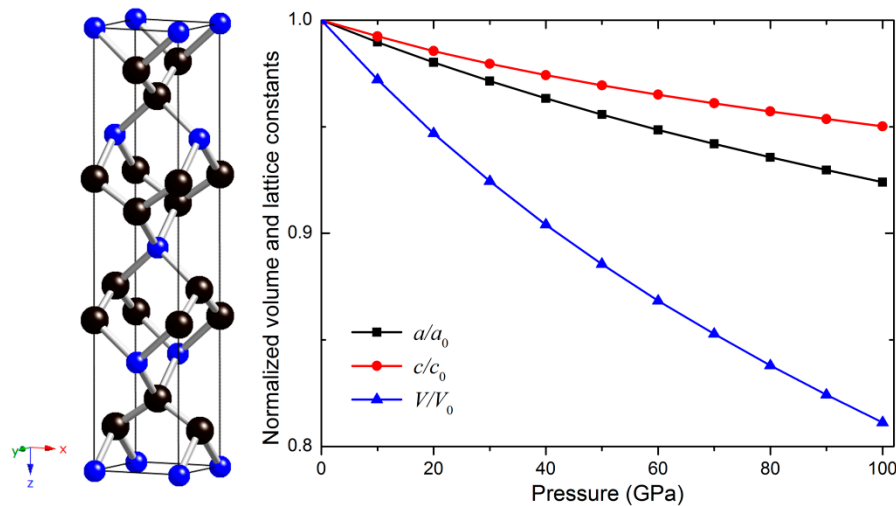 y x
z
Normalized volume and lattice constants
1.0
0.9
0.8
a/a₀
c/c₀
V/V₀
0 20 40 60 80 100
Pressure (GPa)